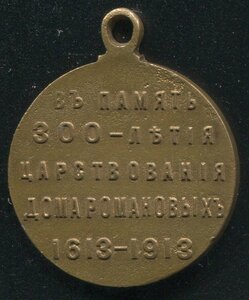 ВЪ ПАМЯТЬ
300-ЛѢТІЯ
ЦАРСТВОВАНІЯ
ДОМА РОМАНОВЫХЪ
1613-1913